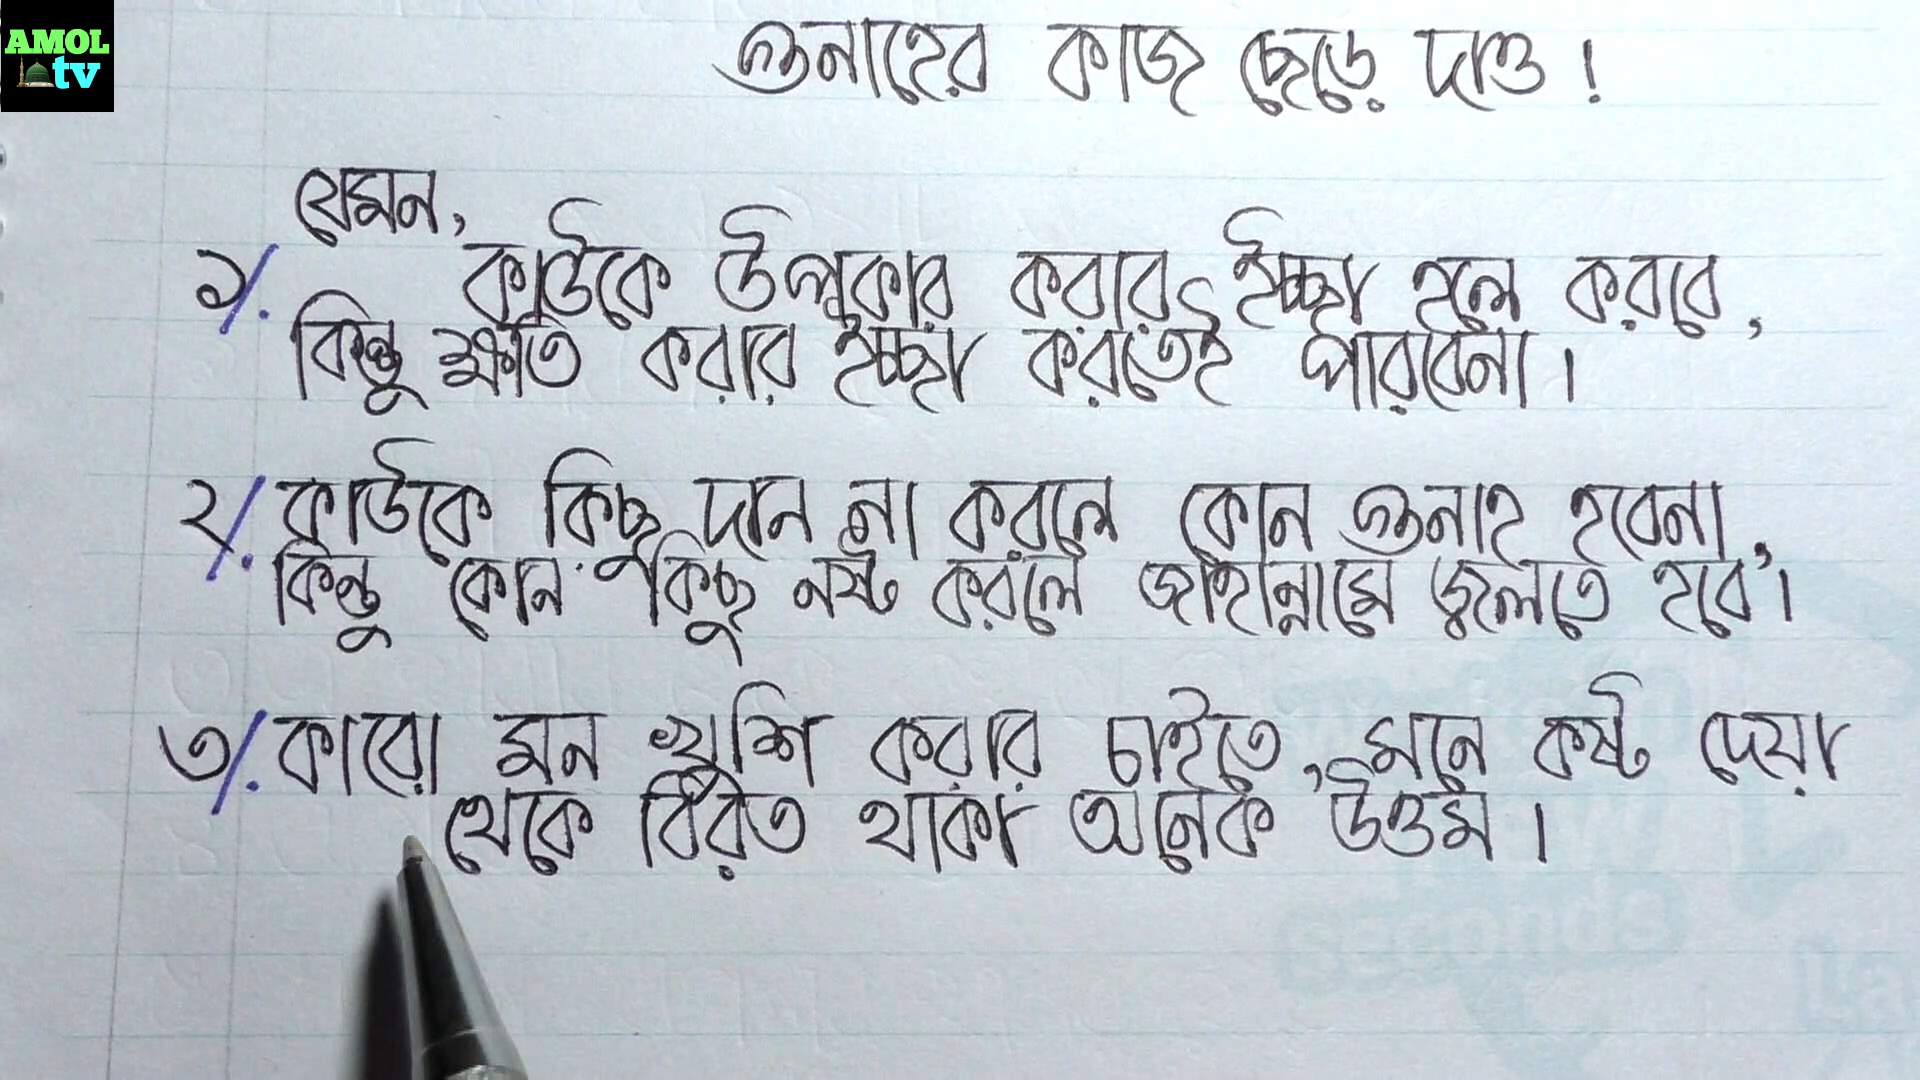 AMOL
tv
গুনাহের কাজ ছেড়ে দাও !
যেমন,
১/. কাউকে উপকার করার ইচ্ছা হলে করবে,
কিন্তু ক্ষতি করার ইচ্ছা করতেই পারবেনা ।
২/. কাউকে কিছু দান না করলে কোন গুনাহ হবেনা,
কিন্তু কোন কিছু নষ্ট করলে জাহান্নামে জ্বলতে হবে ।
৩/. কারো মন খুশি করার চাইতে, মনে কষ্ট দেয়া
থেকে বিরত থাকা অনেক উত্তম ।